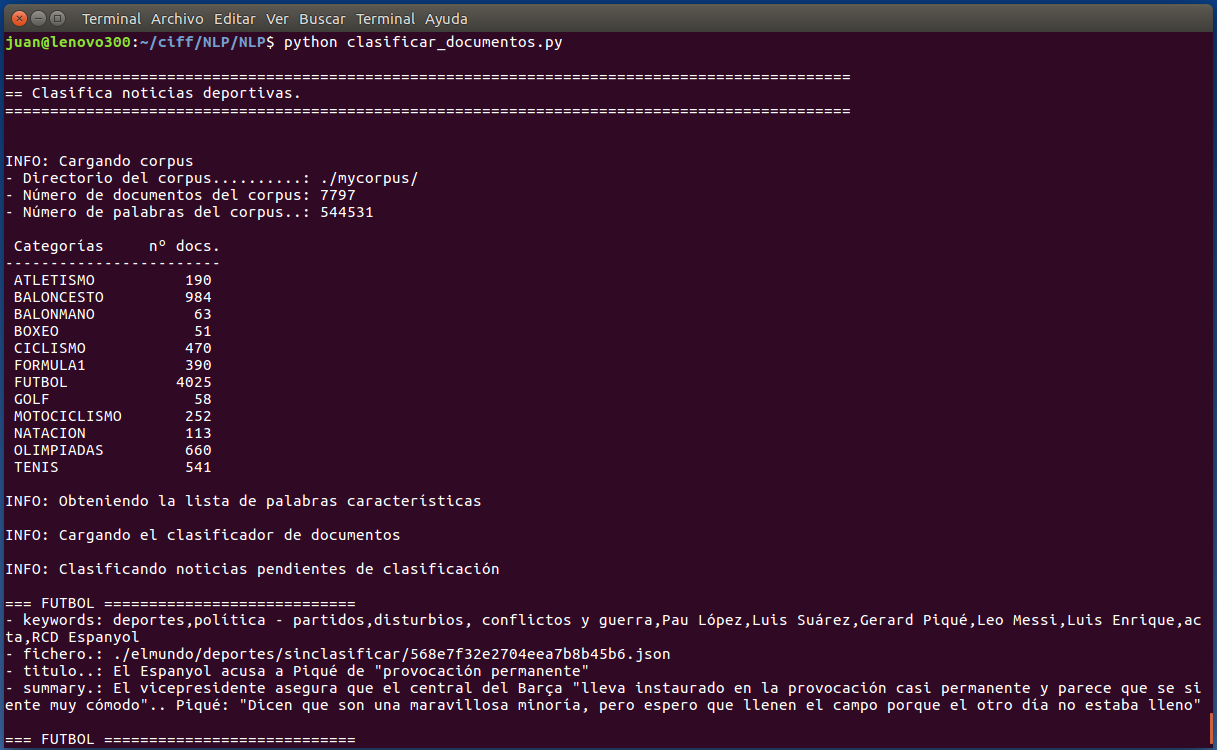 Terminal Archivo Editar Ver Buscar Terminal Ayuda
juan@lenovo300:~/ciff/NLP/NLP$ python clasificar_documentos.py
==============================================================================================
== Clasifica noticias deportivas.
==============================================================================================
INFO: Cargando corpus
- Directorio del corpus..........: ./mycorpus/
- Número de documentos del corpus: 7797
- Número de palabras del corpus..: 544531
Categorías     nº docs.
------------------------
ATLETISMO          190
BALONCESTO         984
BALONMANO           63
BOXEO               51
CICLISMO           470
FORMULA1           390
FUTBOL            4025
GOLF                58
MOTOCICLISMO       252
NATACION           113
OLIMPIADAS         660
TENIS              541
INFO: Obteniendo la lista de palabras características
INFO: Cargando el clasificador de documentos
INFO: Clasificando noticias pendientes de clasificación
=== FUTBOL ============================
- keywords: deportes,política - partidos,disturbios, conflictos y guerra,Pau López,Luis Suárez,Gerard Piqué,Leo Messi,Luis Enrique,ac
ta,RCD Espanyol
- fichero.: ./elmundo/deportes/sinclasificar/568e7f32e2704eea7b8b45b6.json
- titulo..: El Espanyol acusa a Piqué de "provocación permanente"
- summary.: El vicepresidente asegura que el central del Barça "lleva instaurado en la provocación casi permanente y parece que se si
ente muy cómodo".. Piqué: "Dicen que son una maravillosa minoría, pero espero que llenen el campo porque el otro día no estaba lleno"
=== FUTBOL ============================